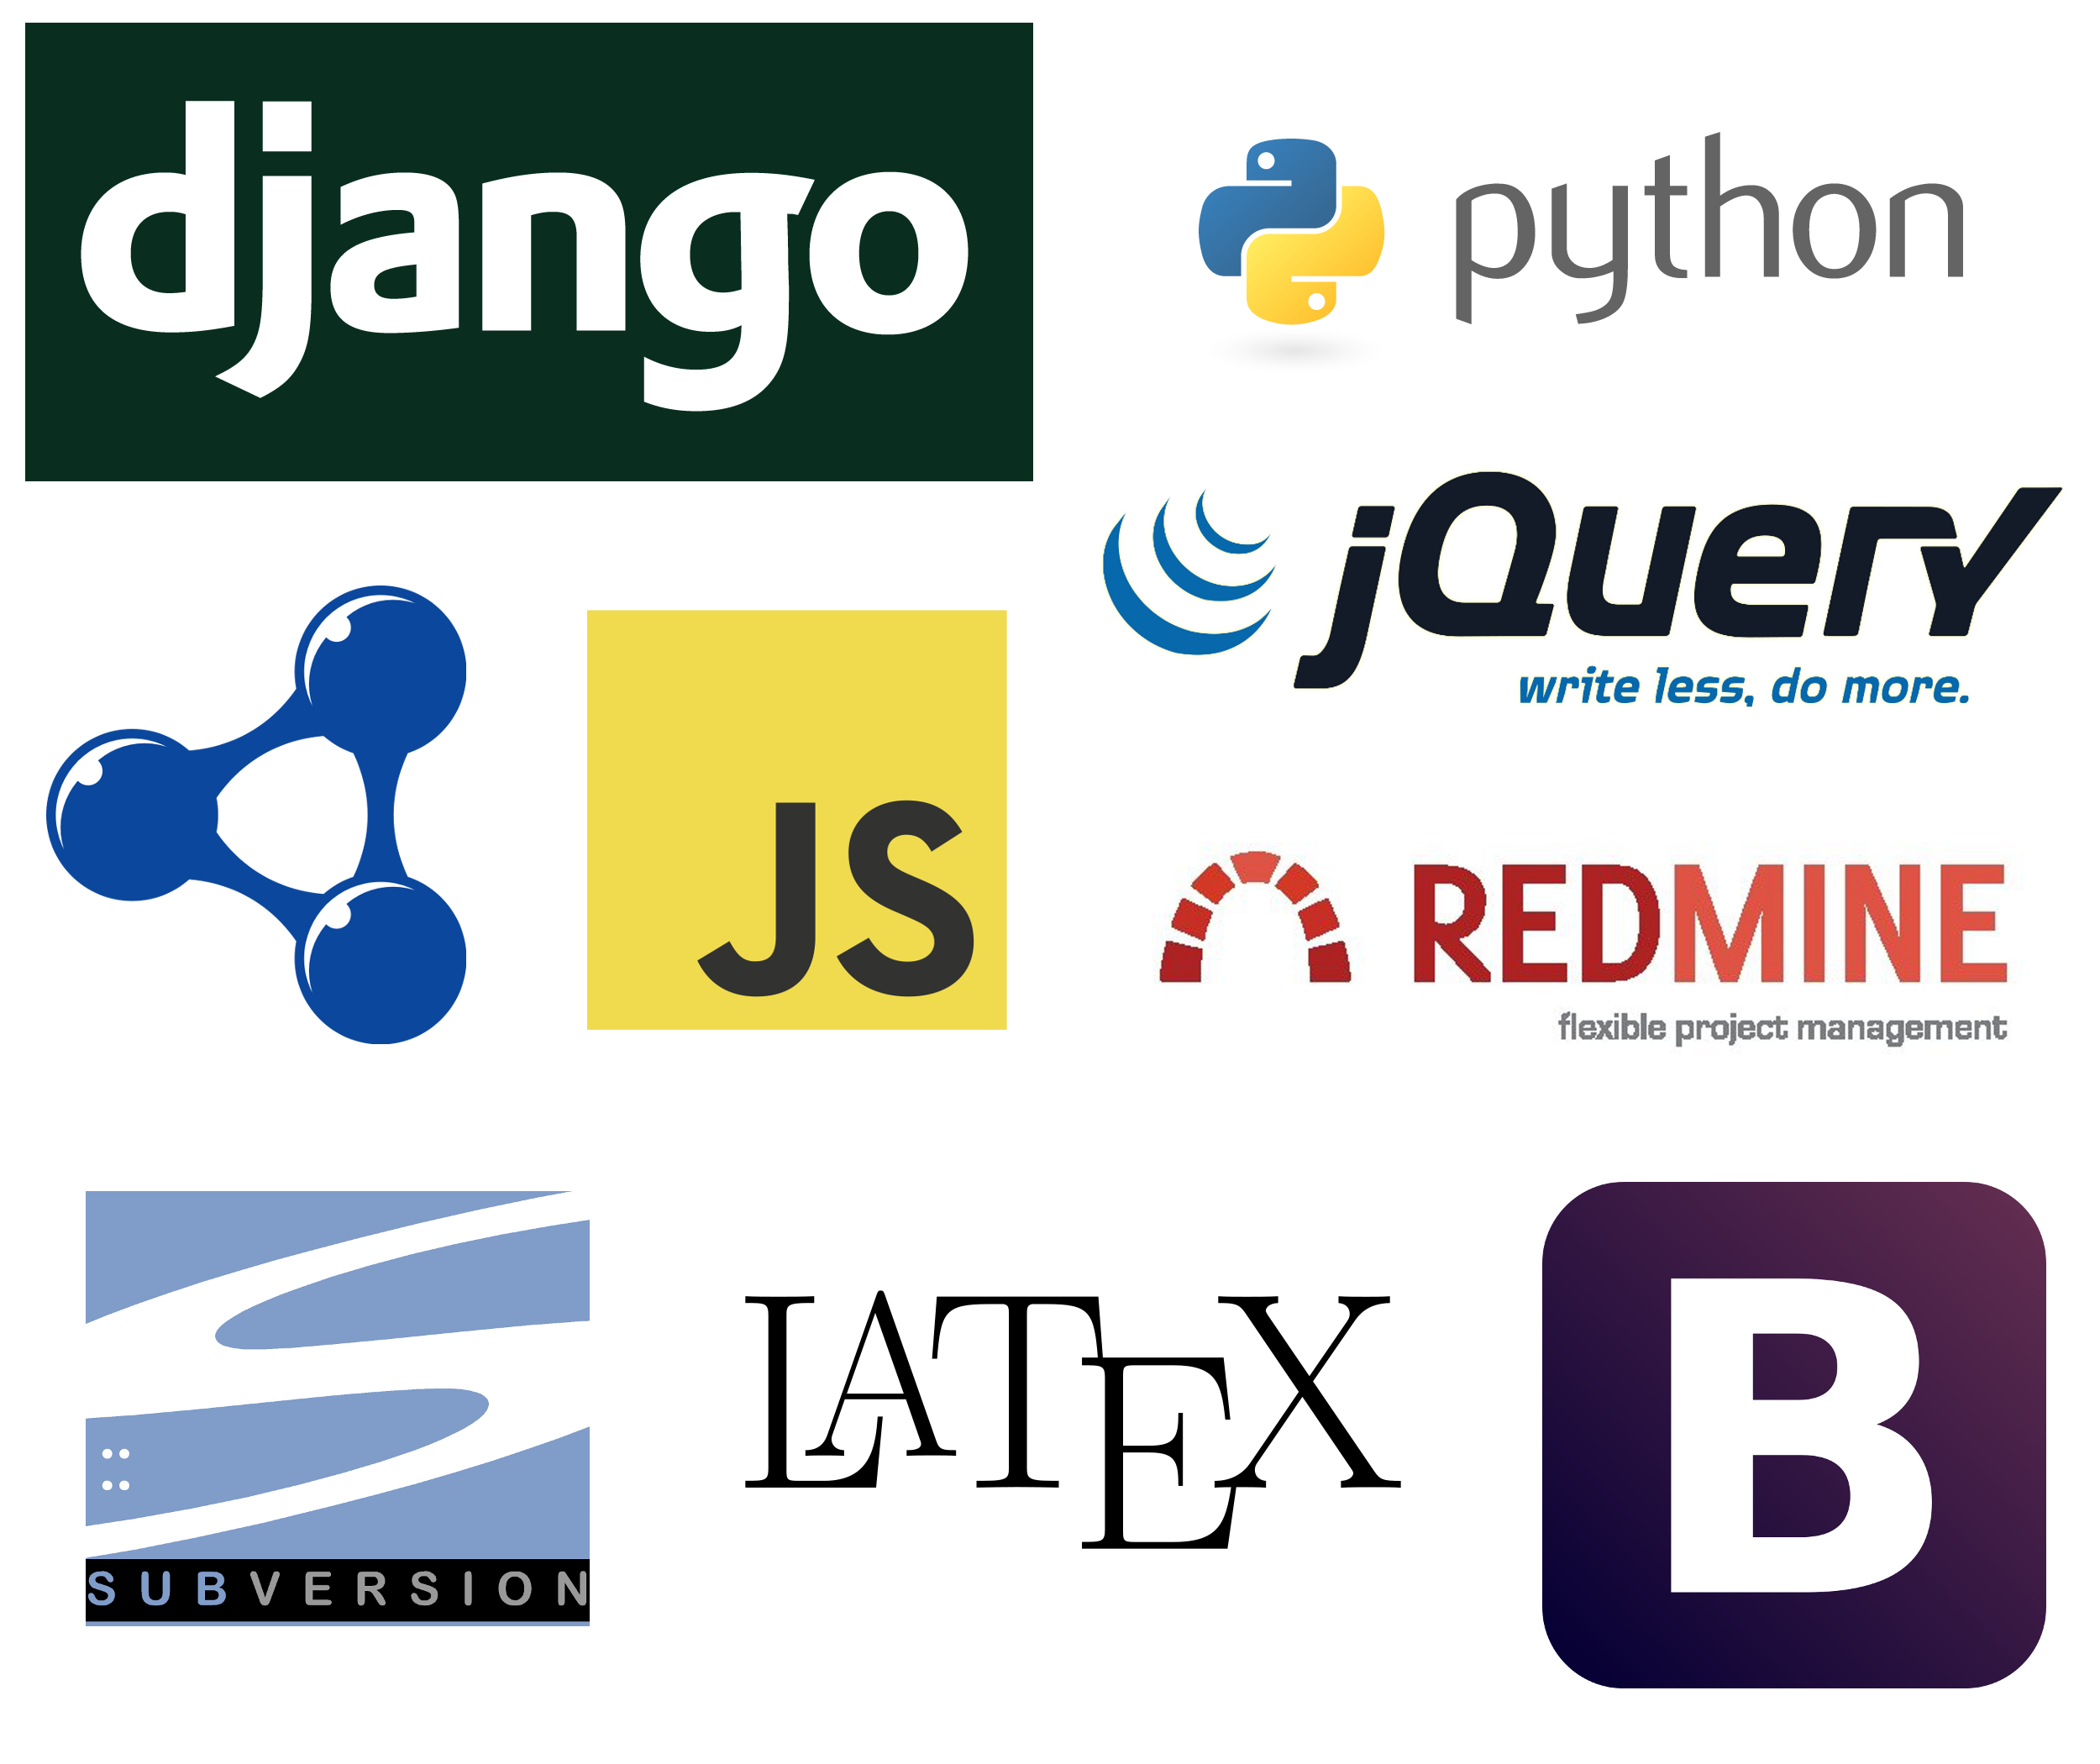 django
python
jQuery
write less, do more.
JS
REDMINE
flexible project management
SUBVERSION
LATEX
B